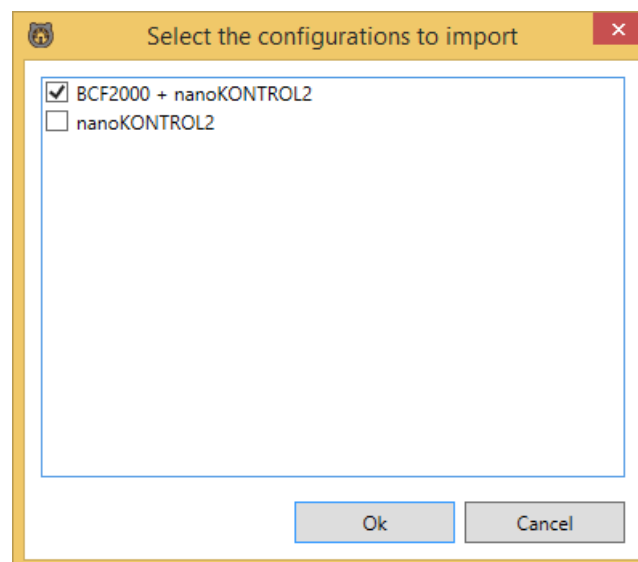 Select the configurations to import
BCF2000 + nanoKONTROL2
nanoKONTROL2
Ok
Cancel